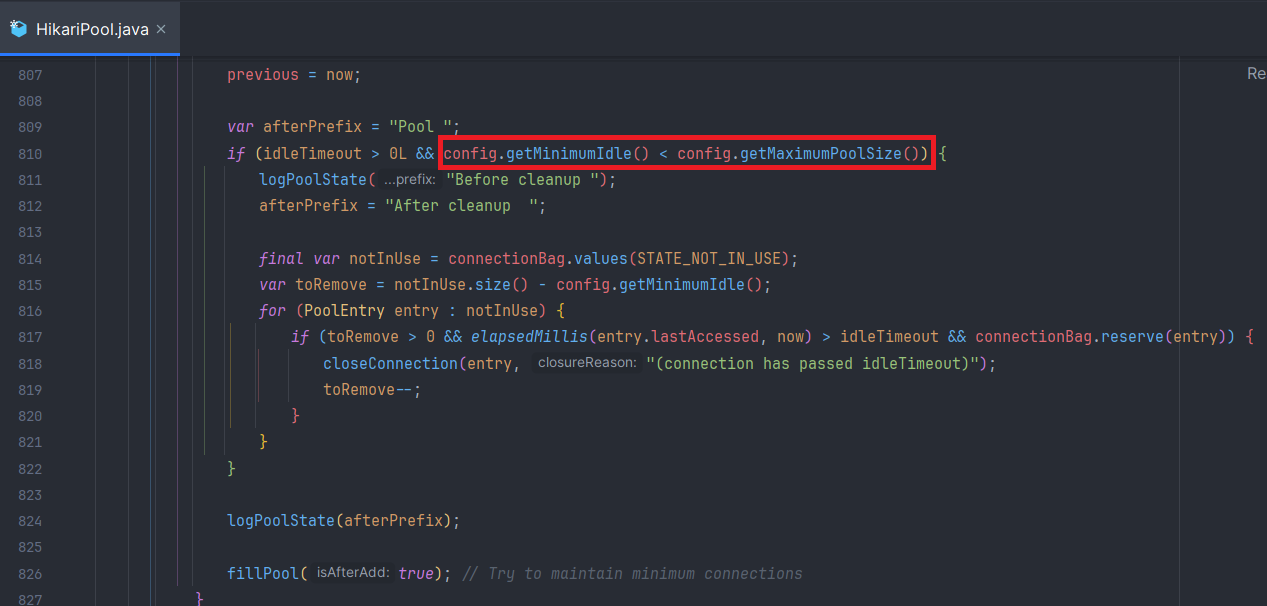 HikariPool.java ×
807 previous = now; Re
808
809 var afterPrefix = "Pool ";
810 if (idleTimeout > 0L && config.getMinimumIdle() < config.getMaximumPoolSize()) {
811 logPoolState( ...prefix: "Before cleanup ");
812 afterPrefix = "After cleanup  ";
813
814 final var notInUse = connectionBag.values(STATE_NOT_IN_USE);
815 var toRemove = notInUse.size() - config.getMinimumIdle();
816 for (PoolEntry entry : notInUse) {
817 if (toRemove > 0 && elapsedMillis(entry.lastAccessed, now) > idleTimeout && connectionBag.reserve(entry)) {
818 closeConnection(entry, closureReason: "(connection has passed idleTimeout)");
819 toRemove--;
820 }
821 }
822 }
823
824 logPoolState(afterPrefix);
825
826 fillPool( isAfterAdd: true); // Try to maintain minimum connections
827 }